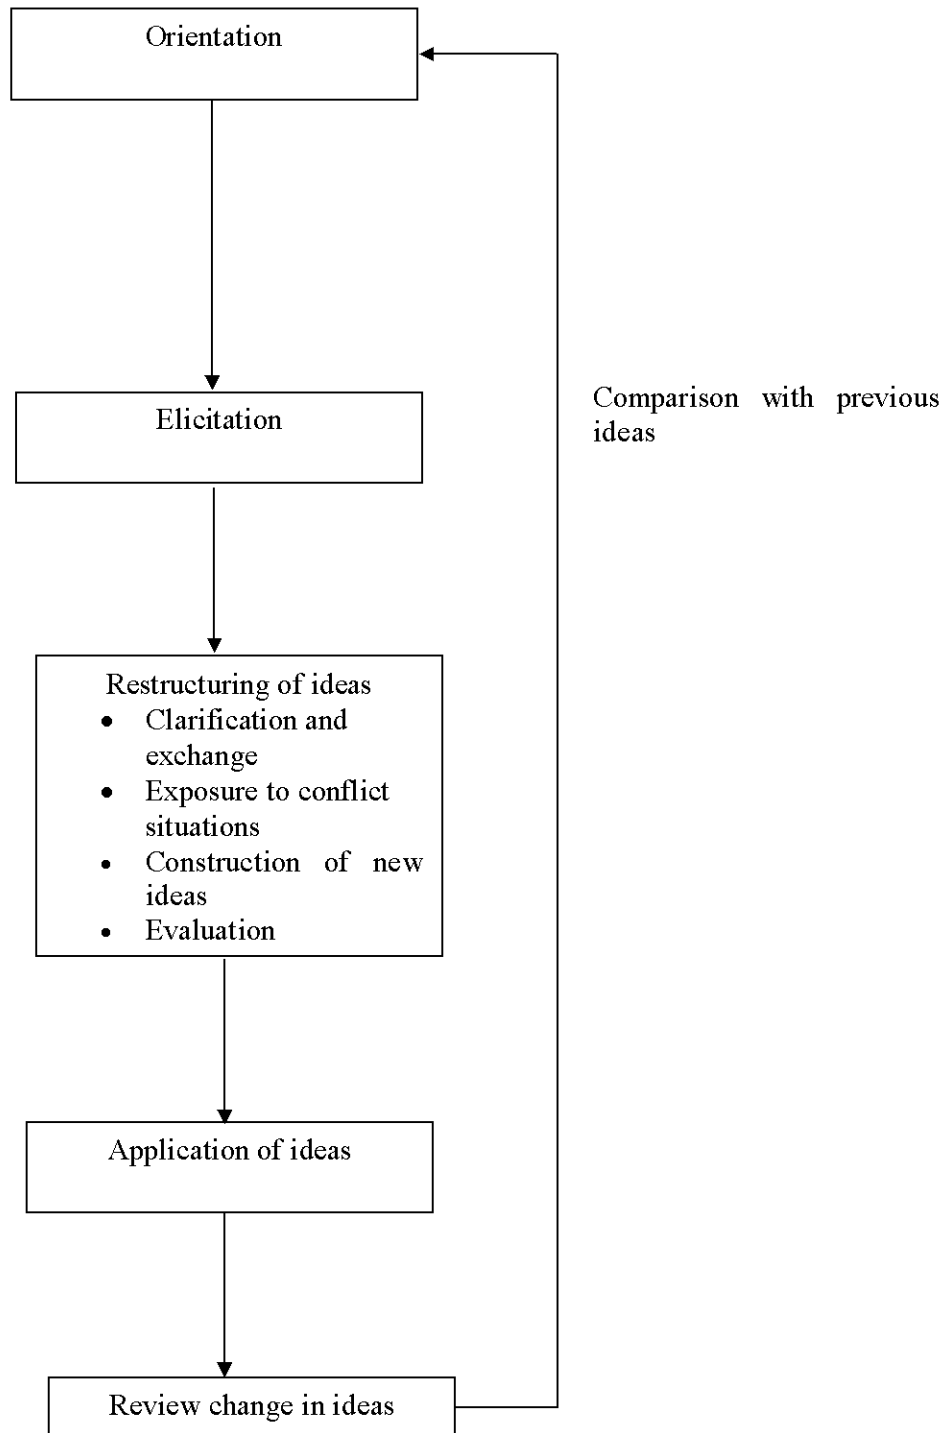 Orientation
Elicitation
Comparison with previous
ideas
Restructuring of ideas
• Clarification and
exchange
• Exposure to conflict
situations
• Construction of new
ideas
• Evaluation
Application of ideas
Review change in ideas